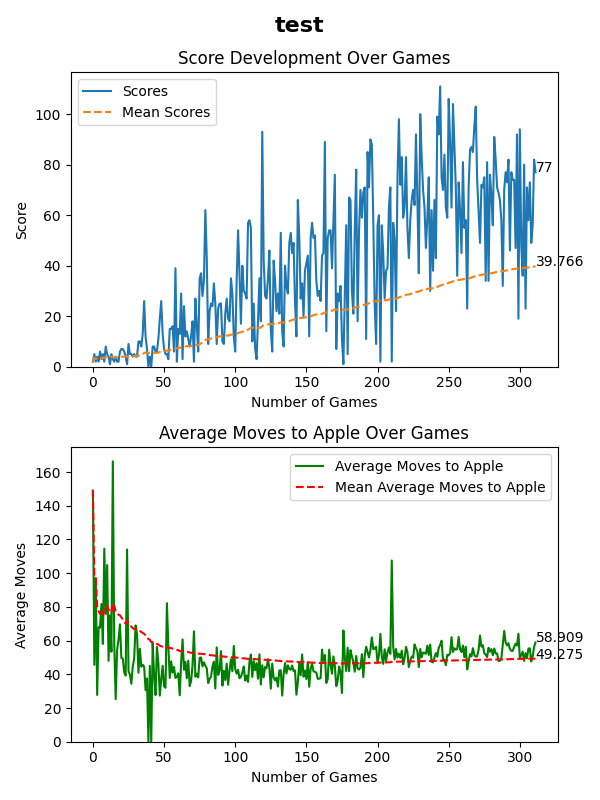 test
Score Development Over Games
Scores
Mean Scores
100
80
60
40
20
0
Score
77
39.766
0 50 100 150 200 250 300
Number of Games
Average Moves to Apple Over Games
Average Moves to Apple
Mean Average Moves to Apple
160
140
120
100
80
60
40
20
0
Average Moves
58.909
49.275
0 50 100 150 200 250 300
Number of Games